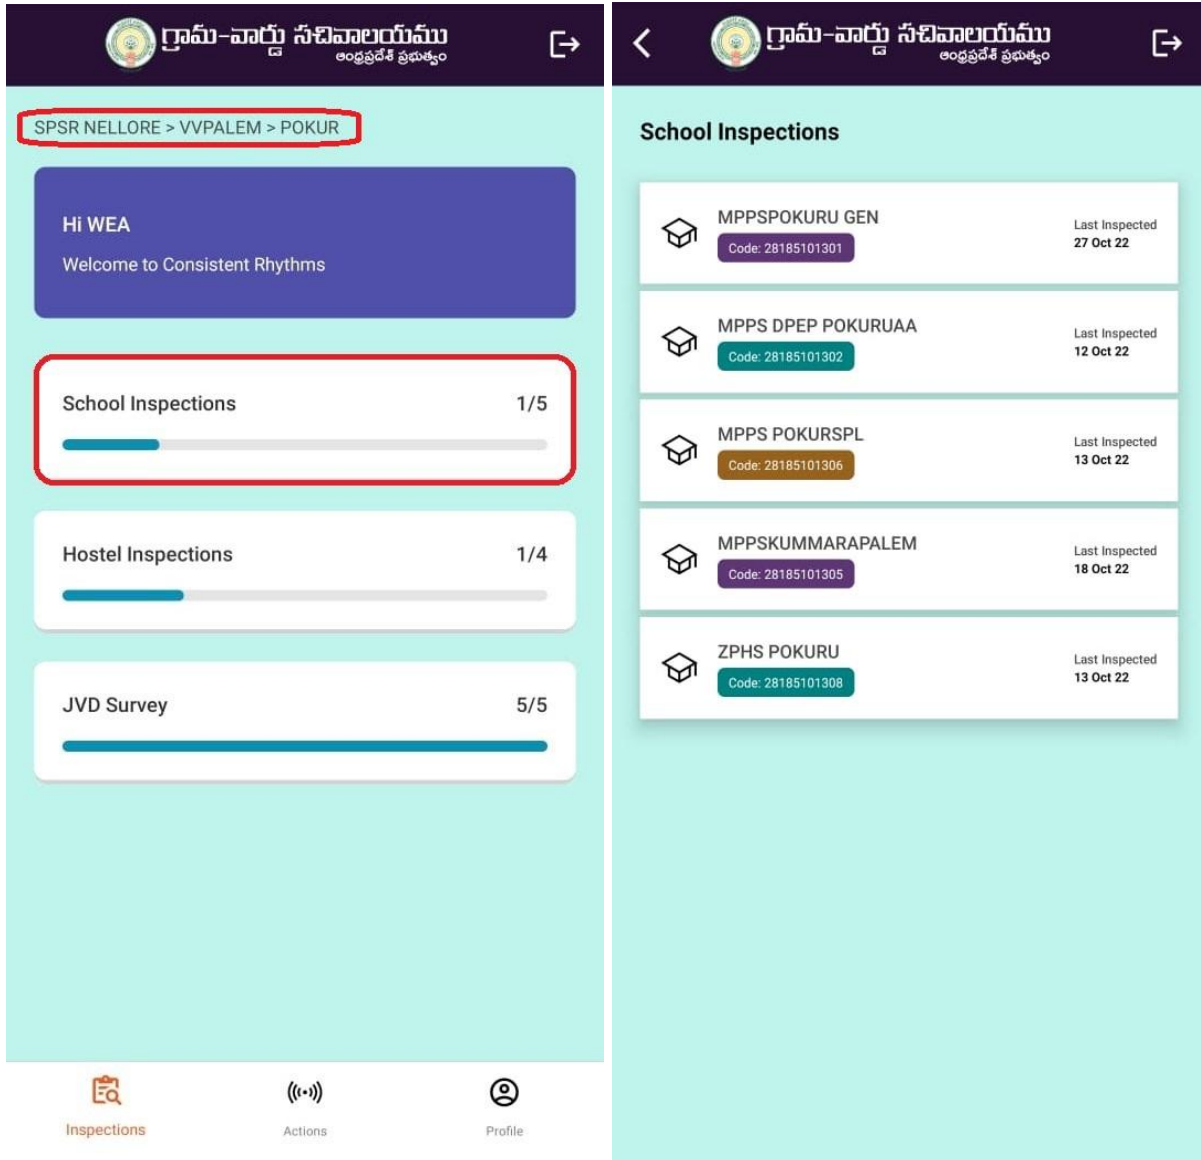 గ్రామ-వార్డు సచివాలయము
ఆంధ్రప్రదేశ్ ప్రభుత్వం
SPSR NELLORE > VVPALEM > POKUR
Hi WEA
Welcome to Consistent Rhythms
School Inspections 1/5
Hostel Inspections 1/4
JVD Survey 5/5
Inspections Actions Profile
గ్రామ-వార్డు సచివాలయము
ఆంధ్రప్రదేశ్ ప్రభుత్వం
School Inspections
MPPSPOKURU GEN
Code: 28185101301
Last Inspected
27 Oct 22
MPPS DPEP POKURUAA
Code: 28185101302
Last Inspected
12 Oct 22
MPPS POKURSPL
Code: 28185101306
Last Inspected
13 Oct 22
MPPSKUMMARAPALEM
Code: 28185101305
Last Inspected
18 Oct 22
ZPHS POKURU
Code: 28185101308
Last Inspected
13 Oct 22